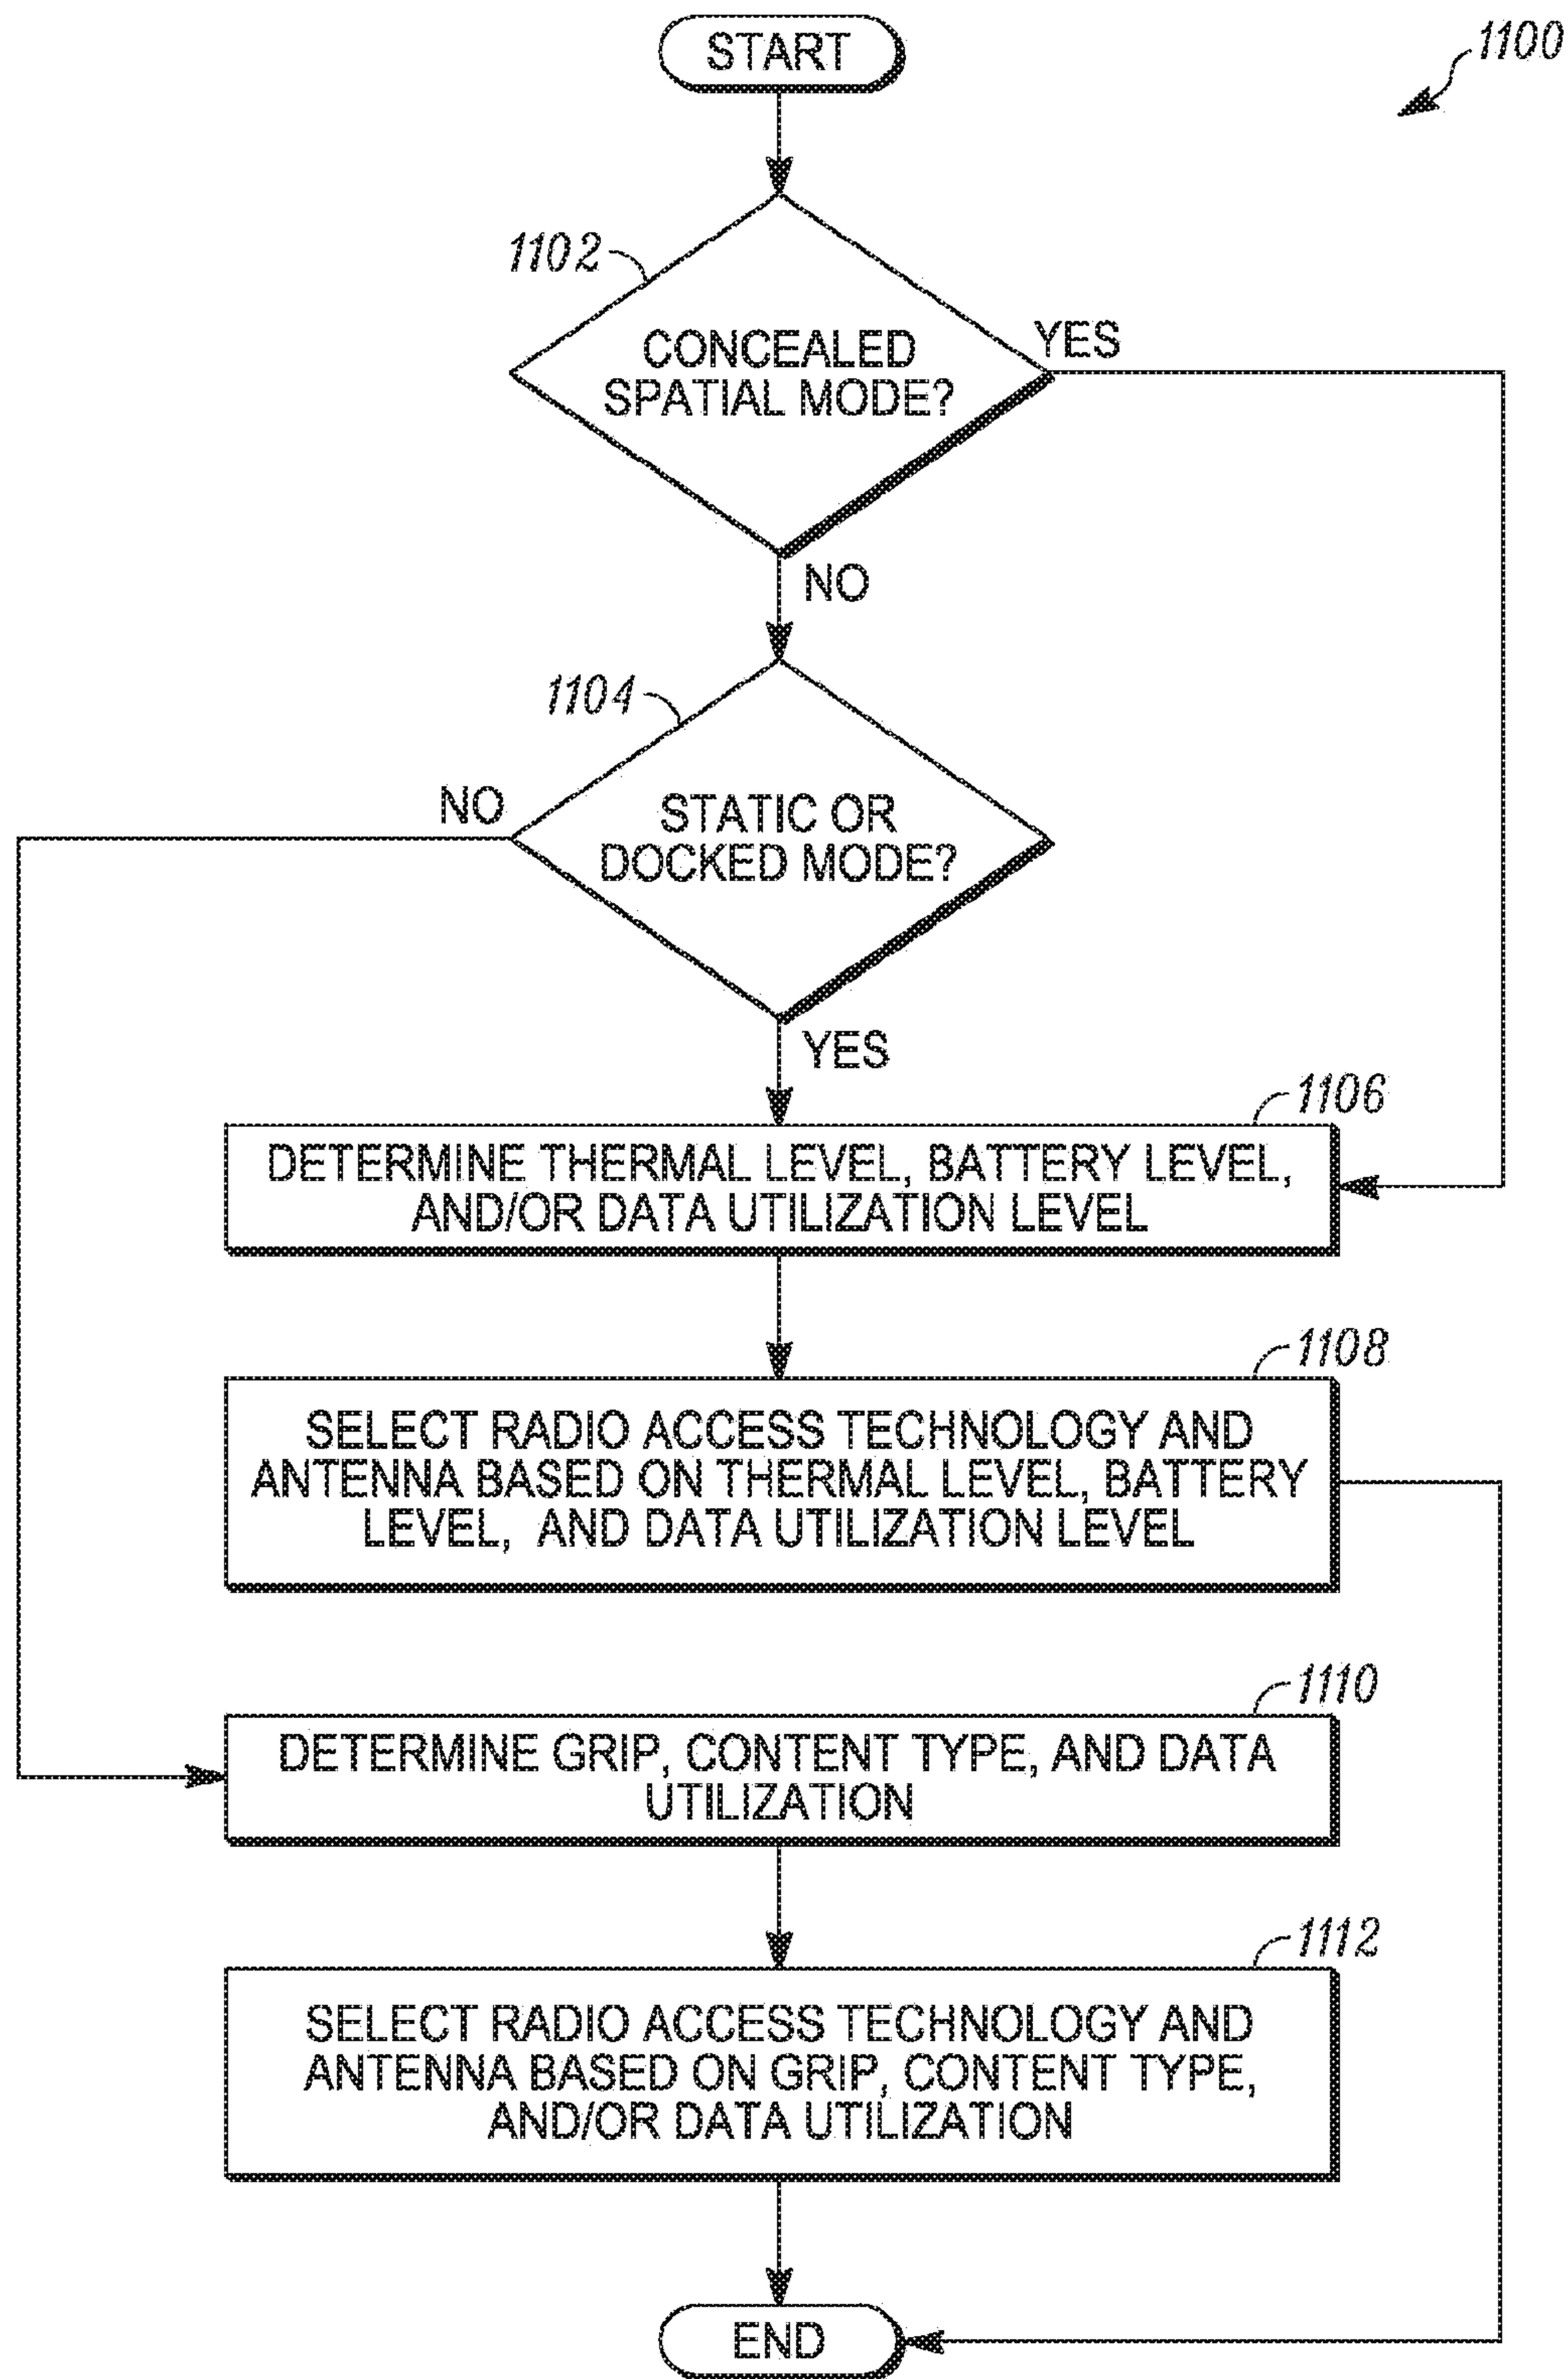 START
1100
1102
CONCEALED
SPATIAL MODE?
YES
NO
1104
NO
STATIC OR
DOCKED MODE?
YES
1106
DETERMINE THERMAL LEVEL, BATTERY LEVEL,
AND/OR DATA UTILIZATION LEVEL
1108
SELECT RADIO ACCESS TECHNOLOGY AND
ANTENNA BASED ON THERMAL LEVEL, BATTERY
LEVEL, AND DATA UTILIZATION LEVEL
1110
DETERMINE GRIP, CONTENT TYPE, AND DATA
UTILIZATION
1112
SELECT RADIO ACCESS TECHNOLOGY AND
ANTENNA BASED ON GRIP, CONTENT TYPE,
AND/OR DATA UTILIZATION
END